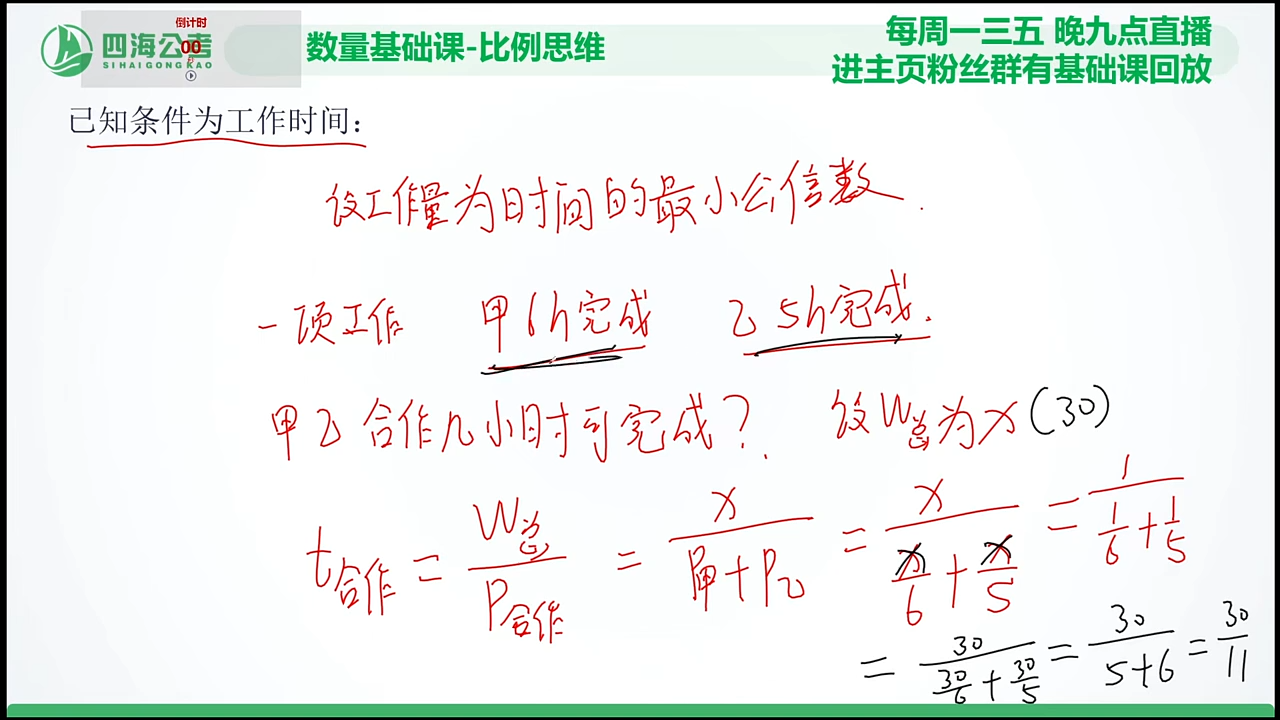 倒计时
00
四海公考
SIHAIGONGKAO
数量基础课-比例思维
每周一三五 晚九点直播
进主页粉丝群有基础课回放
已知条件为工作时间：
设工作量为时间的最小公倍数.
一项工作 甲6h完成 乙5h完成.
甲乙合作几小时可完成? 设W总为x(30)
t合作 = W总/P合作 = x/(P甲+P乙) = x/(x/6+x/5) = 1/(1/6+1/5)
= 30/(30/6+30/5) = 30/(5+6) = 30/11